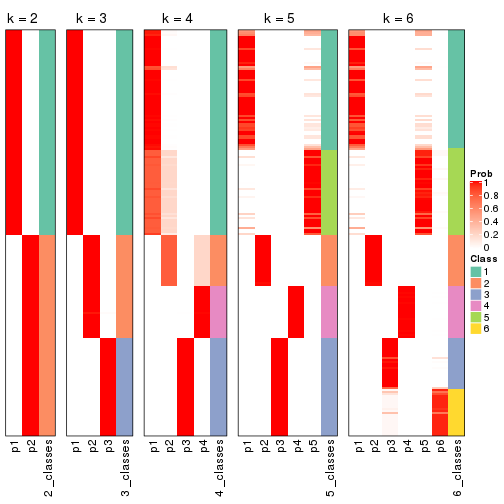 k = 2
k = 3
k = 4
k = 5
k = 6
Prob
1
0.8
0.6
0.4
0.2
0
Class
1
2
3
4
5
6
p1
p2
2_classes
p1
p2
p3
3_classes
p1
p2
p3
p4
4_classes
p1
p2
p3
p4
p5
5_classes
p1
p2
p3
p4
p5
p6
6_classes